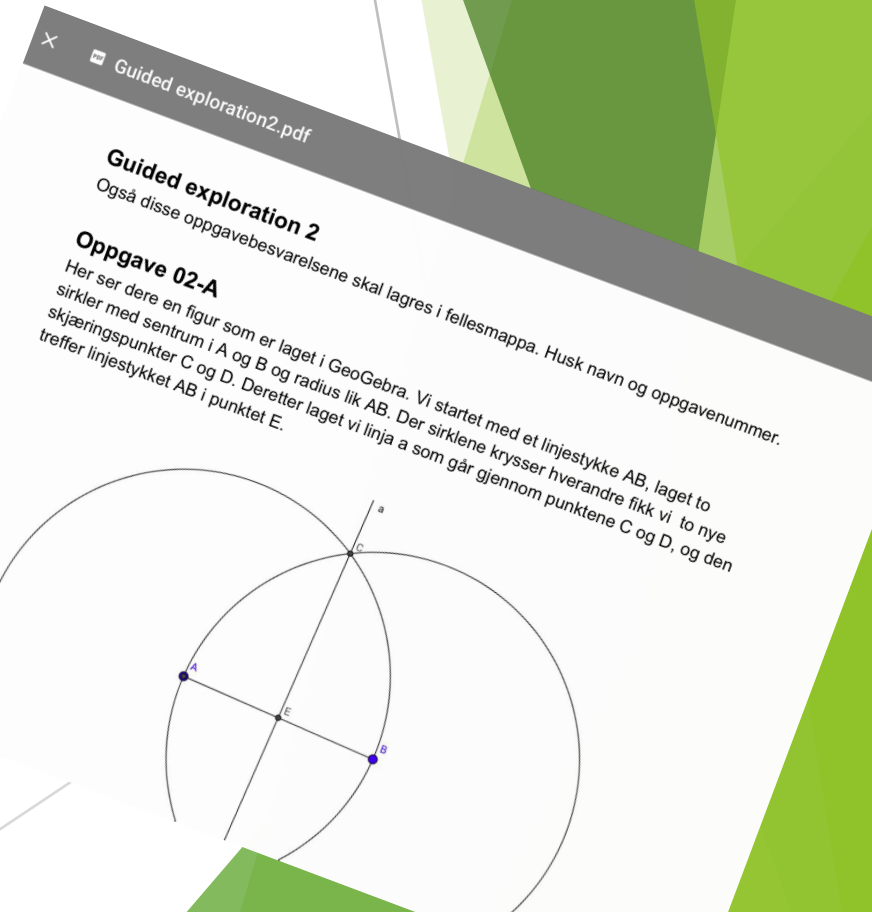 PDF
Guided exploration2.pdf
Guided exploration 2
Også disse oppgavebesvarelsene skal lagres i fellesmappa. Husk navn og oppgavenummer.
Oppgave 02-A
Her ser dere en figur som er laget i GeoGebra. Vi startet med et linjestykke AB, laget to
sirkler med sentrum i A og B og radius lik AB. Der sirklene krysser hverandre fikk vi to nye
skjæringspunkter C og D. Deretter laget vi linja a som går gjennom punktene C og D, og den
treffer linjestykket AB i punktet E.
a
C
A
E
B